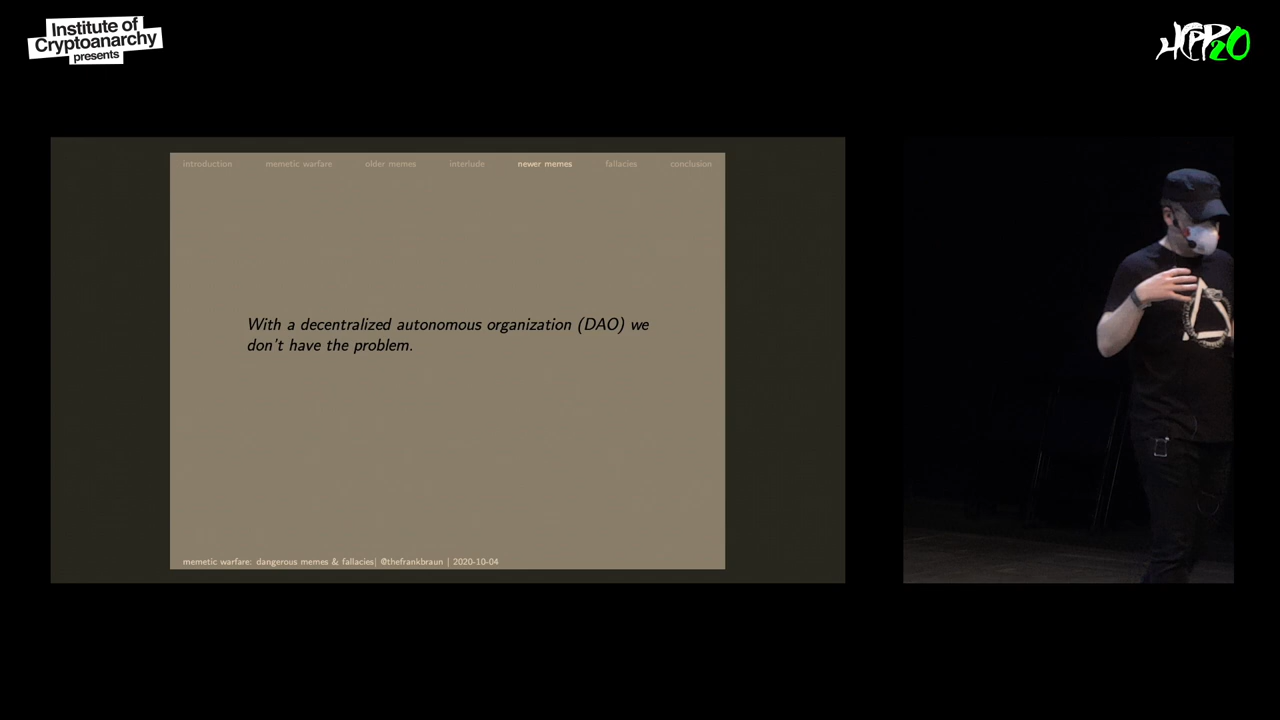 Institute of
Cryptoanarchy
presents
HCPP20
introduction memetic warfare older memes interlude newer memes fallacies conclusion
With a decentralized autonomous organization (DAO) we
don't have the problem.
memetic warfare: dangerous memes & fallacies| @thefrankbraun | 2020-10-04